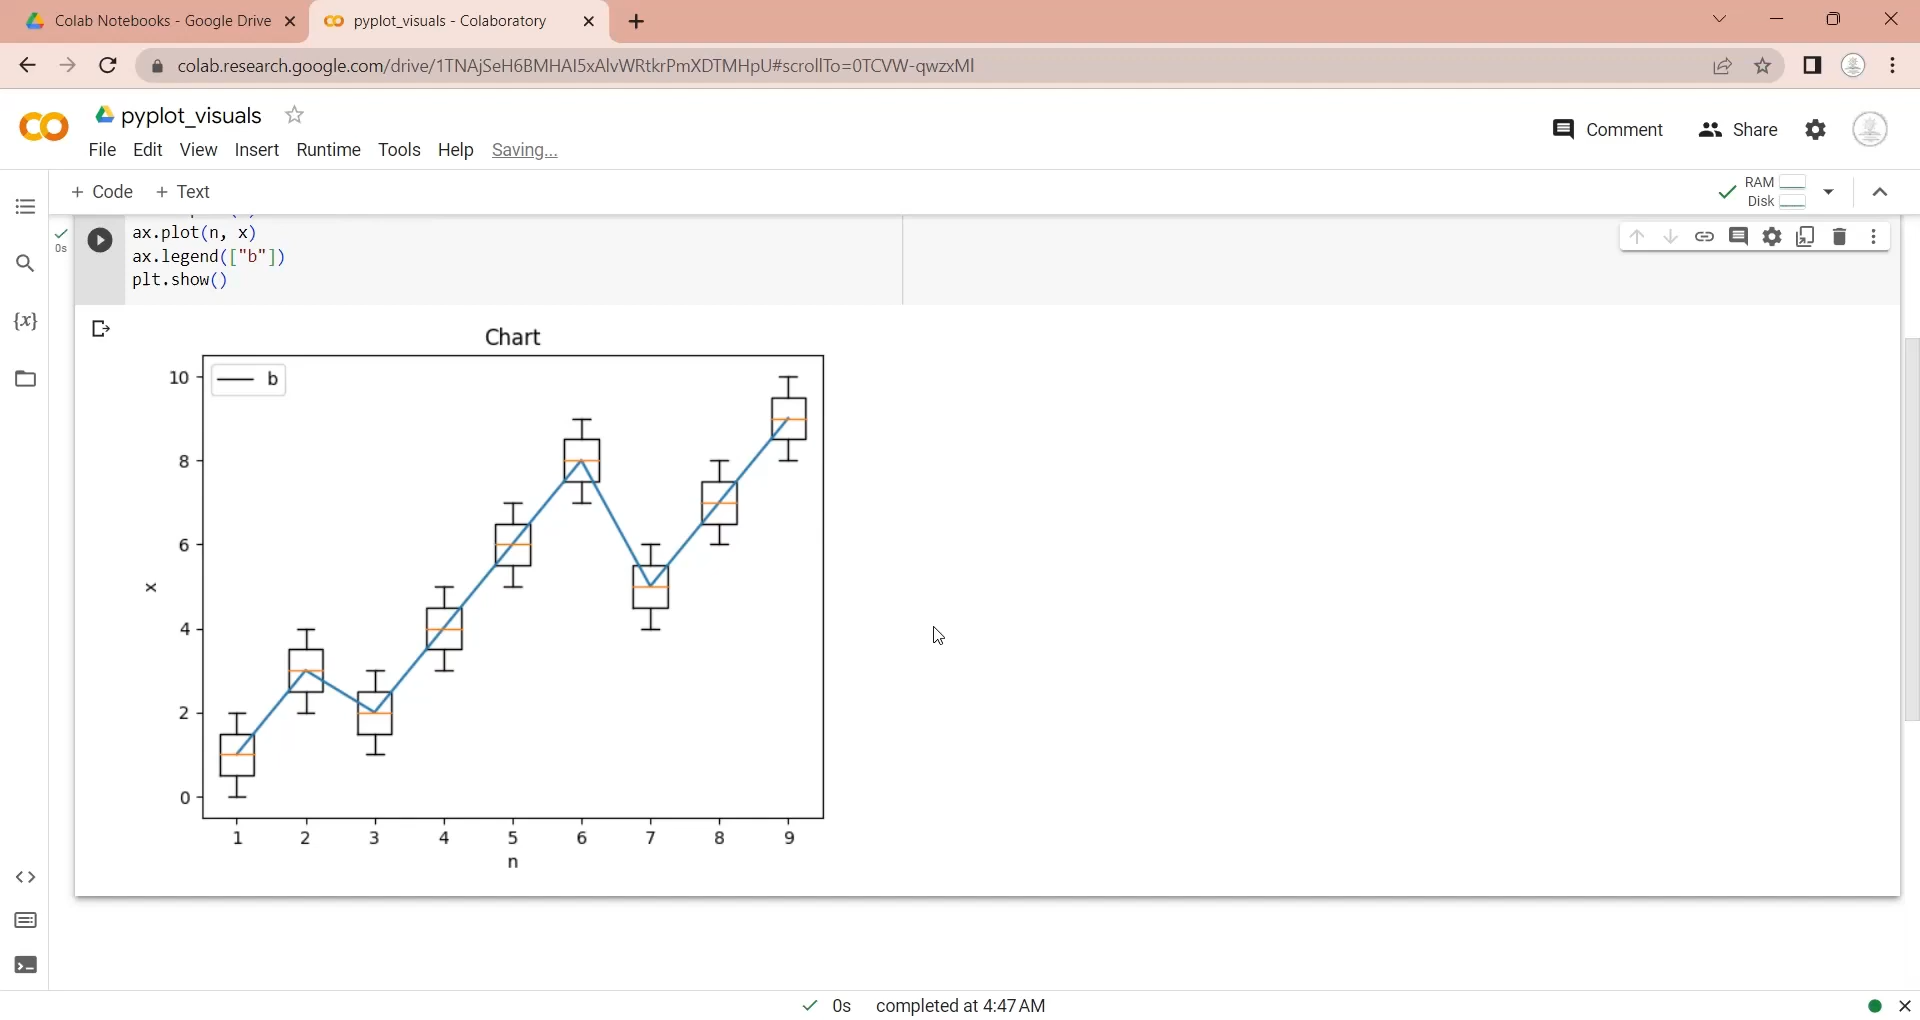 Colab Notebooks - Google Drive
pyplot_visuals - Colaboratory
colab.research.google.com/drive/1TNAjSeH6BMHAI5xAlvWRtkrPmXDTMHpU#scrollTo=0TCVW-qwzxMl
pyplot_visuals
File Edit View Insert Runtime Tools Help Saving...
Comment Share
+ Code + Text
RAM
Disk
0s
ax.plot(n, x)
ax.legend(["b"])
plt.show()
{x}
Chart
b
10
8
6
4
2
0
x
1 2 3 4 5 6 7 8 9
n
0s completed at 4:47 AM